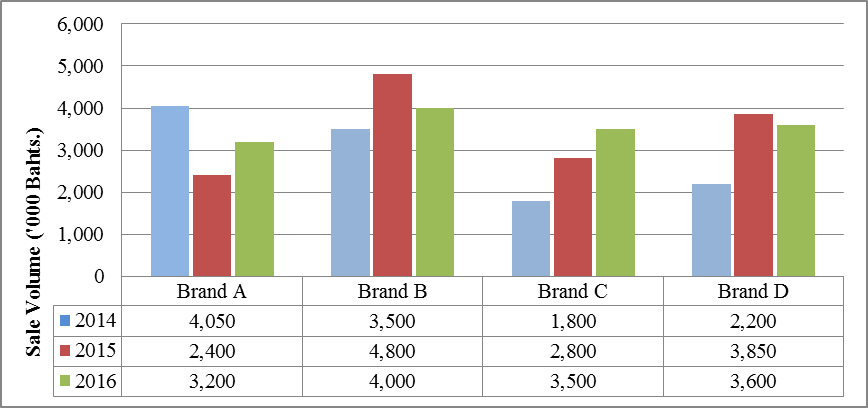 Sale Volume ('000 Bahts.)
6,000
5,000
4,000
3,000
2,000
1,000
0
Brand A Brand B Brand C Brand D
2014 4,050 3,500 1,800 2,200
2015 2,400 4,800 2,800 3,850
2016 3,200 4,000 3,500 3,600